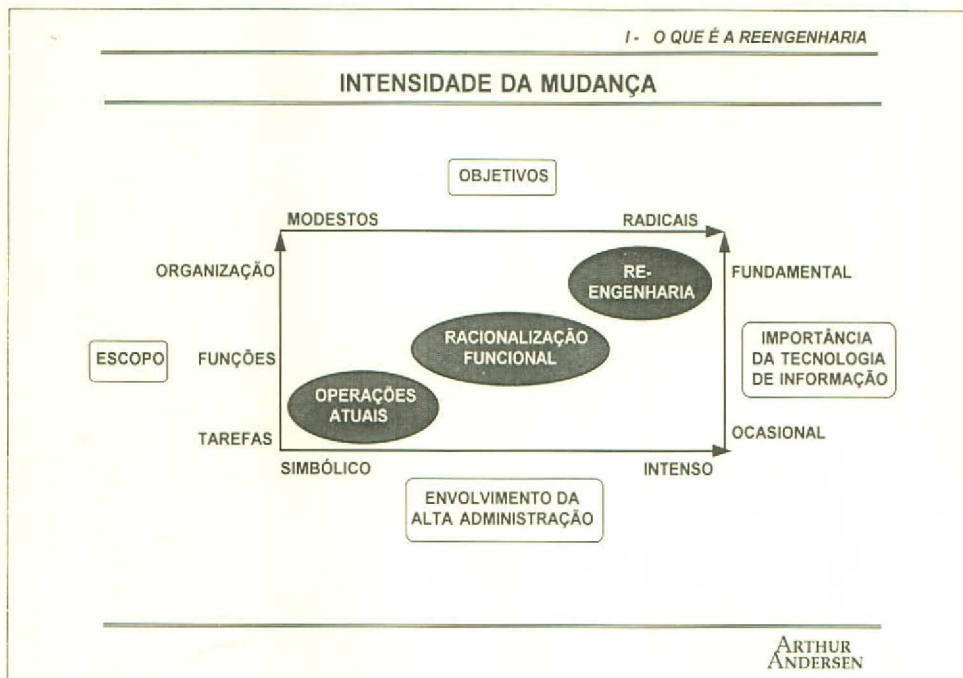 I - O QUE É A REENGENHARIA
INTENSIDADE DA MUDANÇA
OBJETIVOS
MODESTOS
RADICAIS
ORGANIZAÇÃO
RE-
ENGENHARIA
FUNDAMENTAL
ESCOPO
FUNÇÕES
RACIONALIZAÇÃO
FUNCIONAL
IMPORTÂNCIA
DA TECNOLOGIA
DE INFORMAÇÃO
OPERAÇÕES
ATUAIS
TAREFAS
OCASIONAL
SIMBÓLICO
INTENSO
ENVOLVIMENTO DA
ALTA ADMINISTRAÇÃO
ARTHUR
ANDERSEN